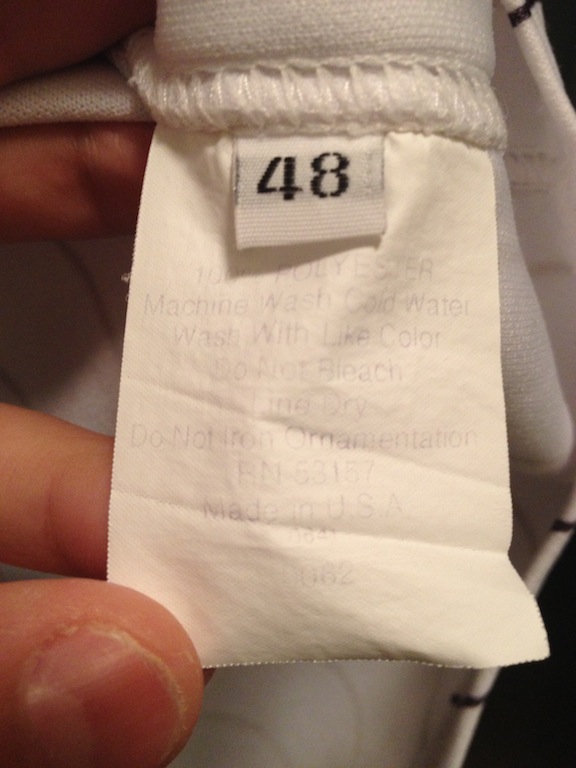 48
100% POLYESTER
Machine Wash Cold Water
Wash With Like Color
Do Not Bleach
Line Dry
Do Not Iron Ornamentation
RN 53157
Made in U.S.A